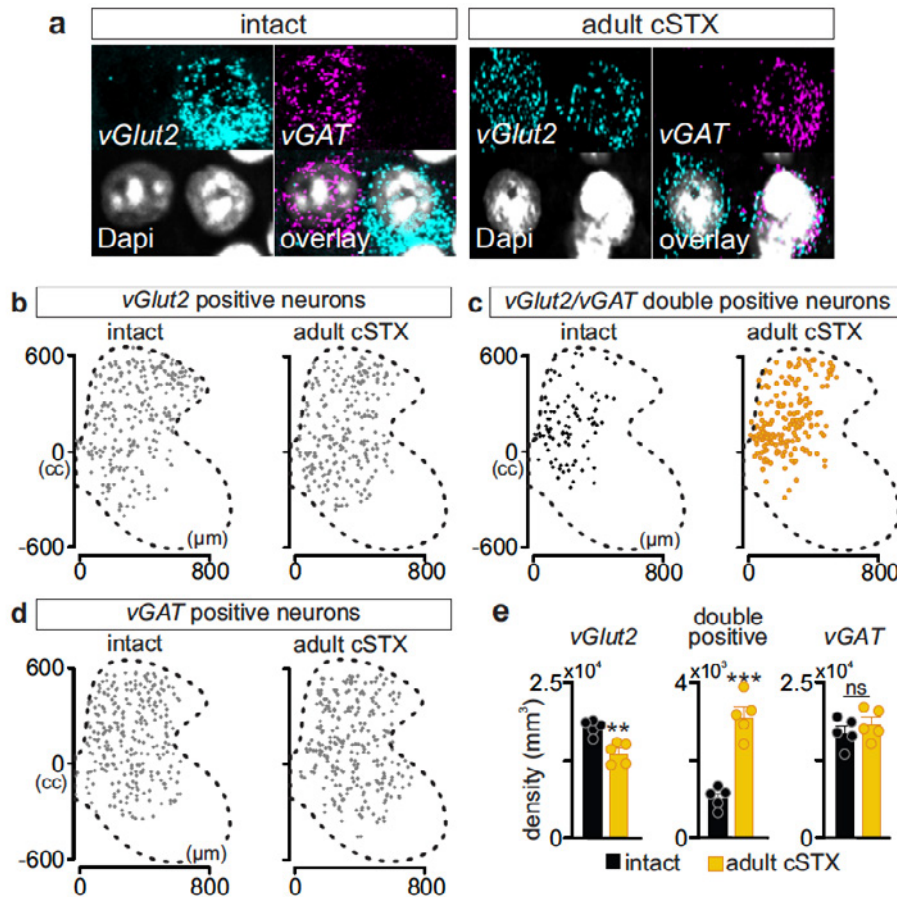 a
intact
adult cSTX
vGlut2
vGAT
vGlut2
vGAT
Dapi
overlay
Dapi
overlay
b
vGlut2 positive neurons
c
vGlut2/vGAT double positive neurons
intact
adult cSTX
intact
adult cSTX
600
0
(cc)
-600
(µm)
0
800
0
800
600
0
(cc)
-600
(µm)
0
800
0
800
d
vGAT positive neurons
intact
adult cSTX
600
0
(cc)
-600
(µm)
0
800
0
800
e
vGlut2
double
positive
vGAT
x10⁴
2.5
**
0
x10³
4
***
0
x10⁴
2.5
ns
0
density (mm³)
intact
adult cSTX